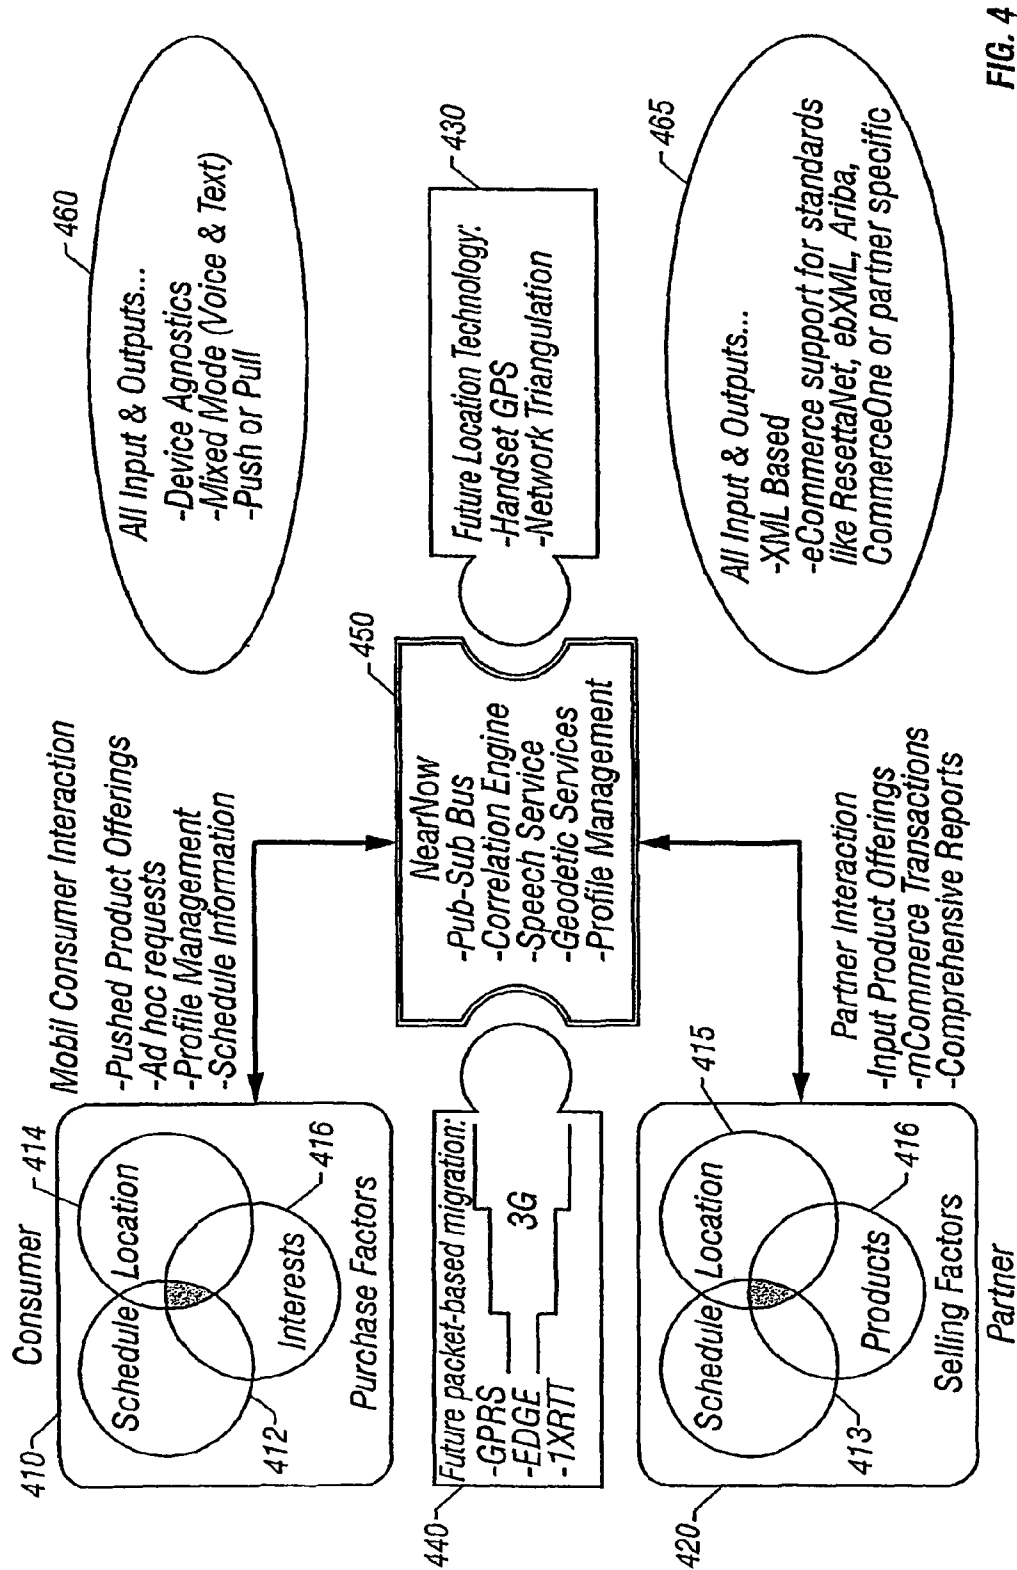 Consumer
410
Schedule
Location
Interests
412
414
416
Purchase Factors
Mobil Consumer Interaction
-Pushed Product Offerings
-Ad hoc requests
-Profile Management
-Schedule Information
460
All Input & Outputs...
-Device Agnostics
-Mixed Mode (Voice & Text)
-Push or Pull
440
Future packet-based migration:
-GPRS
-EDGE
-1XRTT
3G
450
NearNow
-Pub-Sub Bus
-Correlation Engine
-Speech Service
-Geodetic Services
-Profile Management
430
Future Location Technology:
-Handset GPS
-Network Triangulation
420
Schedule
Location
Products
413
415
416
Selling Factors
Partner
Partner Interaction
-Input Product Offerings
-mCommerce Transactions
-Comprehensive Reports
465
All Input & Outputs...
-XML Based
-eCommerce support for standards
like ResettaNet, ebXML, Ariba,
CommerceOne or partner specific
FIG. 4